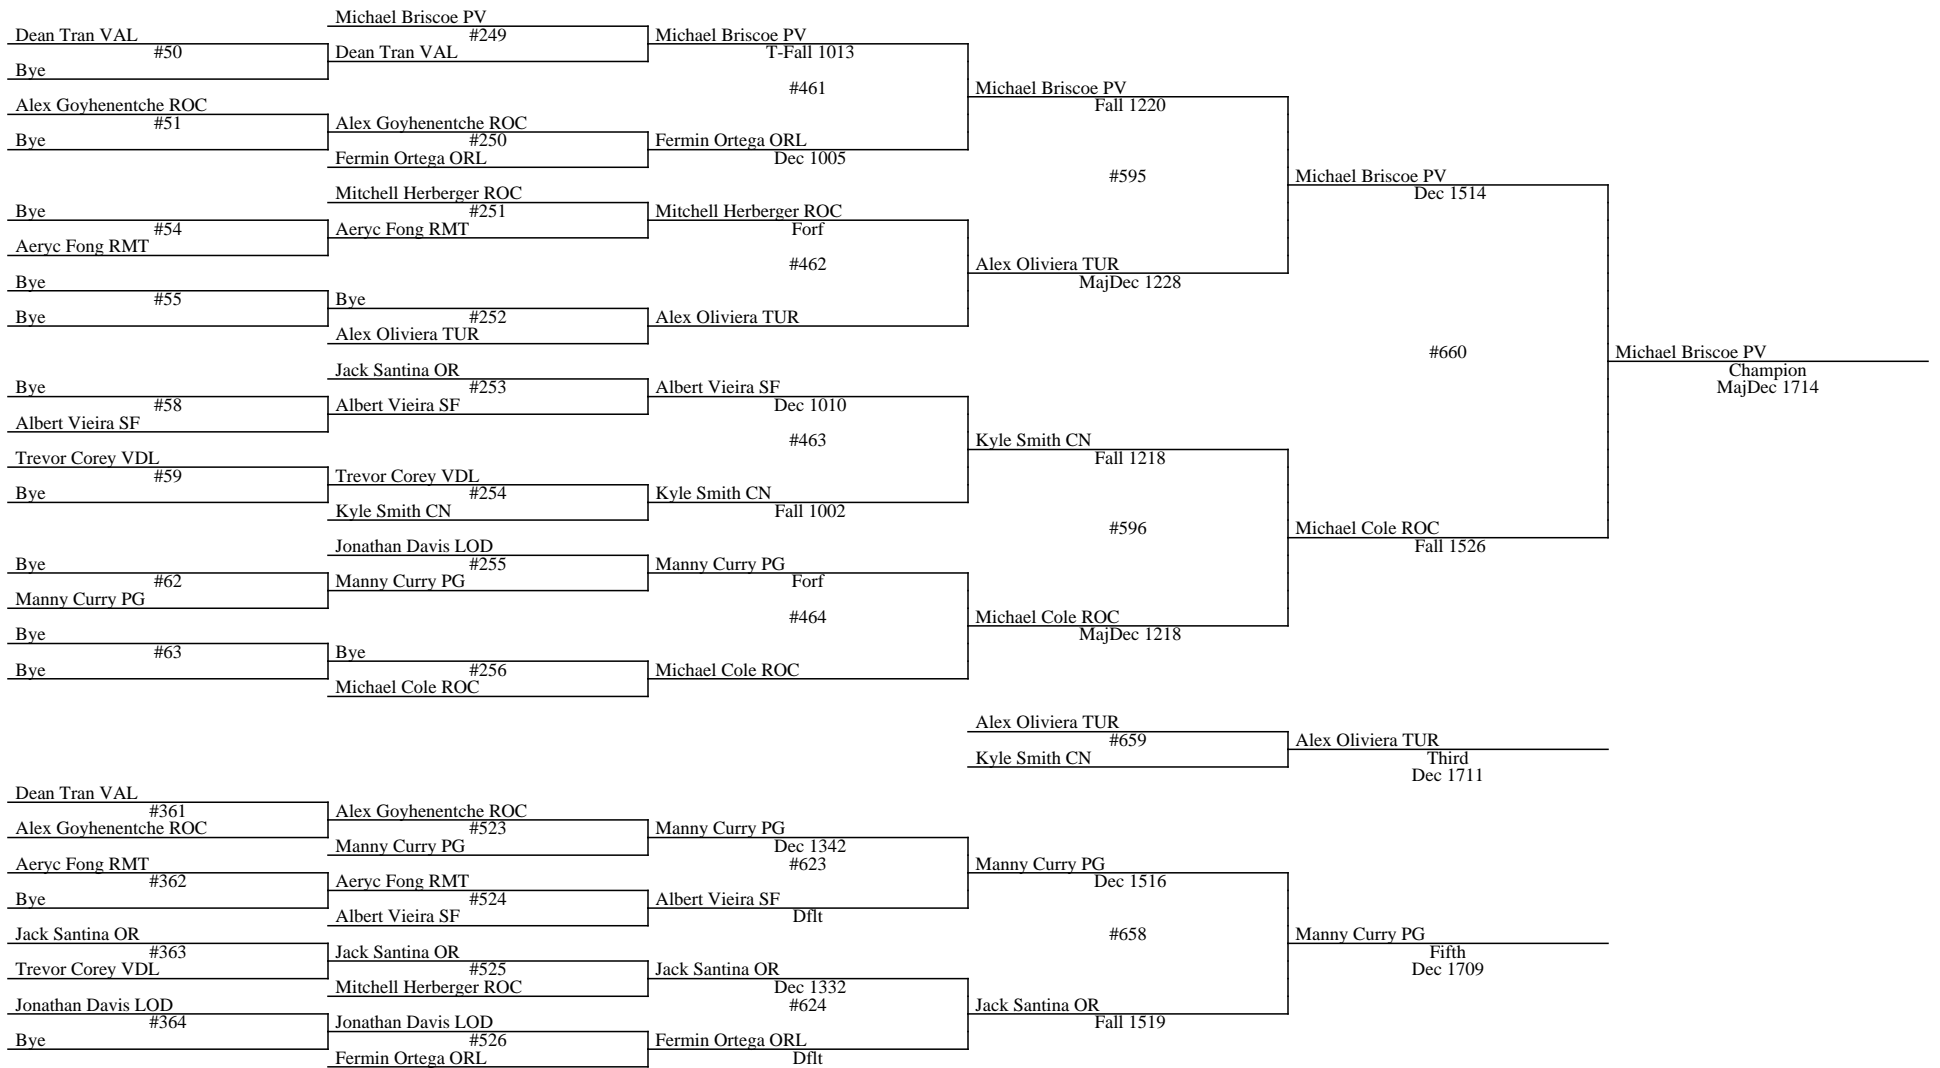 Michael Briscoe PV
Dean Tran VAL
#249
Michael Briscoe PV
#50
Dean Tran VAL
T-Fall 1013
Bye
#461
Michael Briscoe PV
Alex Goyhenentche ROC
Fall 1220
#51
Alex Goyhenentche ROC
Bye
#250
Fermin Ortega ORL
Fermin Ortega ORL
Dec 1005
#595
Michael Briscoe PV
Mitchell Herberger ROC
Dec 1514
Bye
#251
Mitchell Herberger ROC
#54
Aeryc Fong RMT
Forf
Aeryc Fong RMT
#462
Alex Oliviera TUR
Bye
MajDec 1228
#55
Bye
Bye
#252
Alex Oliviera TUR
Alex Oliviera TUR
#660
Michael Briscoe PV
Jack Santina OR
Champion
Bye
#253
Albert Vieira SF
MajDec 1714
#58
Albert Vieira SF
Dec 1010
Albert Vieira SF
#463
Kyle Smith CN
Trevor Corey VDL
Fall 1218
#59
Trevor Corey VDL
Bye
#254
Kyle Smith CN
Kyle Smith CN
Fall 1002
#596
Michael Cole ROC
Jonathan Davis LOD
Fall 1526
Bye
#255
Manny Curry PG
#62
Manny Curry PG
Forf
Manny Curry PG
#464
Michael Cole ROC
Bye
MajDec 1218
#63
Bye
Bye
#256
Michael Cole ROC
Michael Cole ROC
Alex Oliviera TUR
#659
Alex Oliviera TUR
Kyle Smith CN
Third
Dec 1711
Dean Tran VAL
#361
Alex Goyhenentche ROC
Alex Goyhenentche ROC
#523
Manny Curry PG
Manny Curry PG
Dec 1342
Aeryc Fong RMT
#623
Manny Curry PG
#362
Aeryc Fong RMT
Dec 1516
Bye
#524
Albert Vieira SF
Albert Vieira SF
Dflt
Jack Santina OR
#658
Manny Curry PG
#363
Jack Santina OR
Fifth
Trevor Corey VDL
#525
Jack Santina OR
Dec 1709
Mitchell Herberger ROC
Dec 1332
Jonathan Davis LOD
#624
Jack Santina OR
#364
Jonathan Davis LOD
Fall 1519
Bye
#526
Fermin Ortega ORL
Fermin Ortega ORL
Dflt